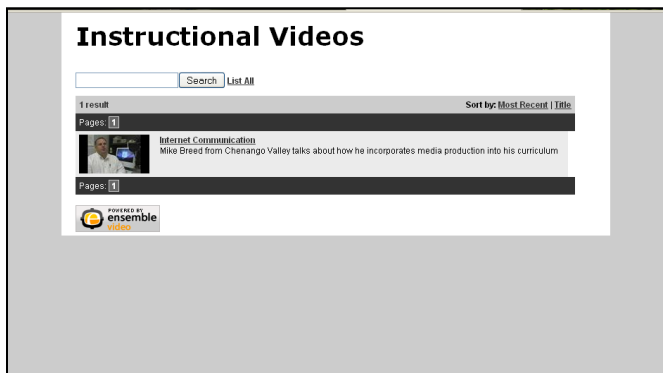 Instructional Videos
Search List All
1 result Sort by: Most Recent | Title
Pages: 1
Internet Communication
Mike Breed from Chenango Valley talks about how he incorporates media production into his curriculum
Pages: 1
POWERED BY
ensemble
video